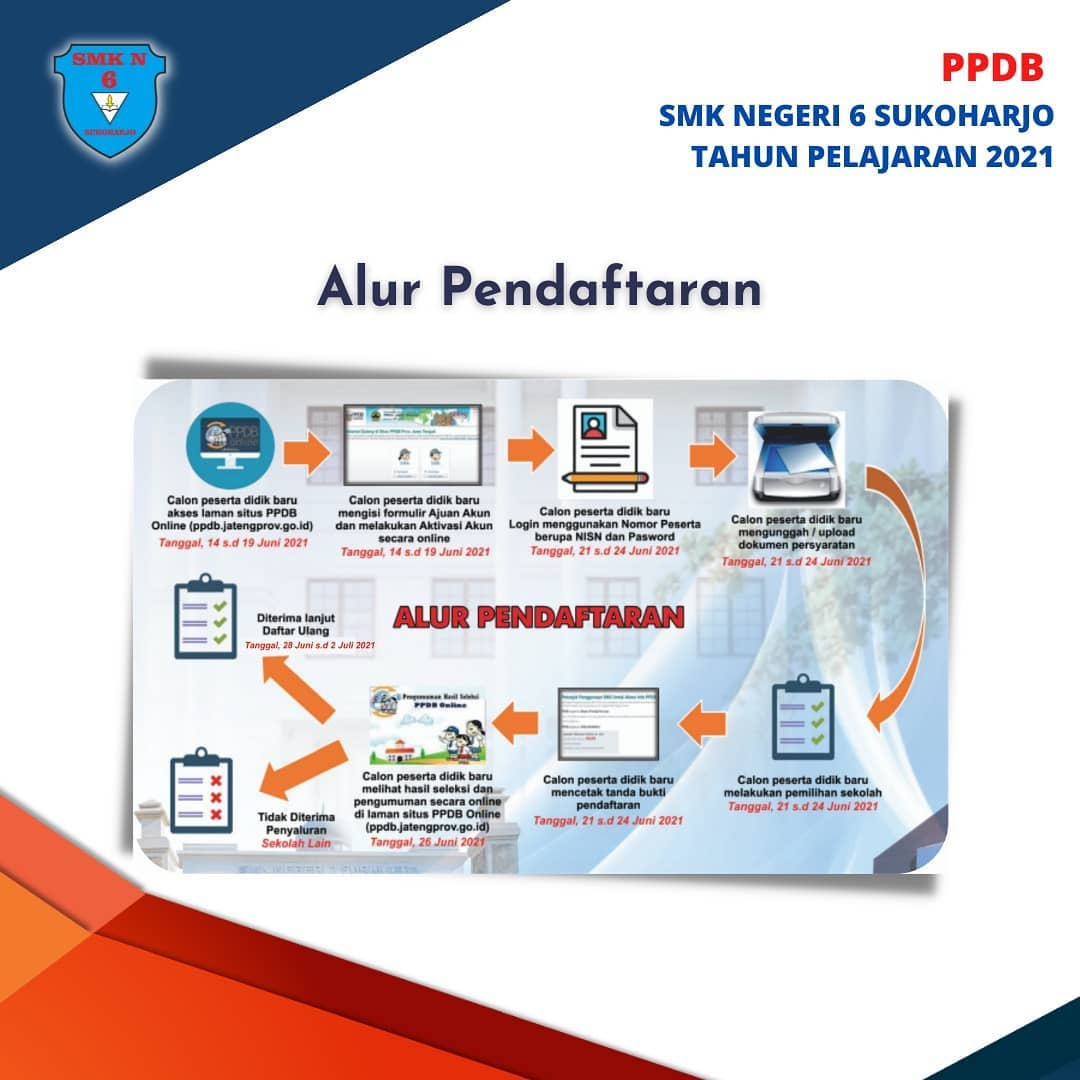 SMK N
6
SUKOHARJO
PPDB
SMK NEGERI 6 SUKOHARJO
TAHUN PELAJARAN 2021
Alur Pendaftaran
PPDB
Online
Calon peserta didik baru
akses laman situs PPDB
Online (ppdb.jatengprov.go.id)
Tanggal, 14 s.d 19 Juni 2021
Calon peserta didik baru
mengisi formulir Ajuan Akun
dan melakukan Aktivasi Akun
secara online
Tanggal, 14 s.d 19 Juni 2021
Calon peserta didik baru
Login menggunakan Nomor Peserta
berupa NISN dan Pasword
Tanggal, 21 s.d 24 Juni 2021
Calon peserta didik baru
mengunggah / upload
dokumen persyaratan
Tanggal, 21 s.d 24 Juni 2021
ALUR PENDAFTARAN
Calon peserta didik baru
melakukan pemilihan sekolah
Tanggal, 21 s.d 24 Juni 2021
Calon peserta didik baru
mencetak tanda bukti
pendaftaran
Tanggal, 21 s.d 24 Juni 2021
Pengumuman Hasil Seleksi
PPDB Online
Calon peserta didik baru
melihat hasil seleksi dan
pengumuman secara online
di laman situs PPDB Online
(ppdb.jatengprov.go.id)
Tanggal, 26 Juni 2021
Diterima lanjut
Daftar Ulang
Tanggal, 28 Juni s.d 2 Juli 2021
Tidak Diterima
Penyaluran
Sekolah Lain